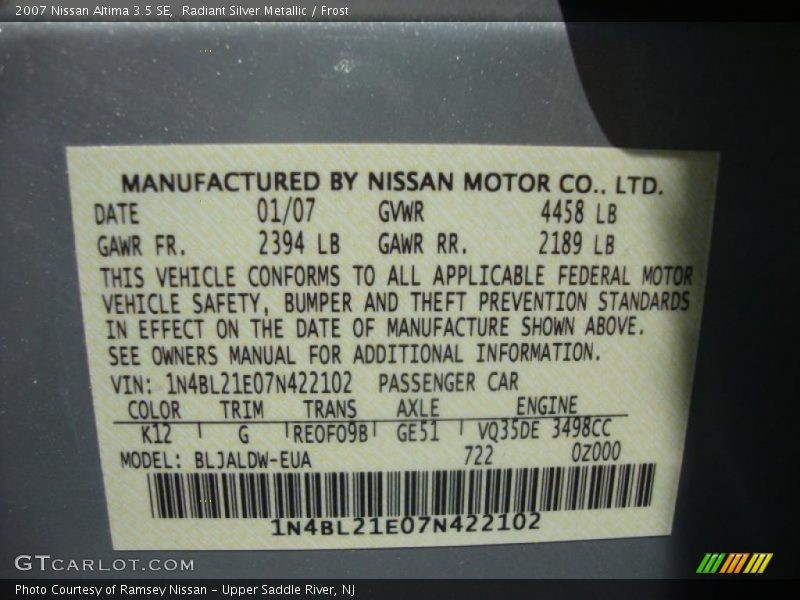 2007 Nissan Altima 3.5 SE,  Radiant Silver Metallic / Frost
MANUFACTURED BY NISSAN MOTOR CO., LTD.
DATE 01/07 GVWR 4458 LB
GAWR FR. 2394 LB GAWR RR. 2189 LB
THIS VEHICLE CONFORMS TO ALL APPLICABLE FEDERAL MOTOR
VEHICLE SAFETY, BUMPER AND THEFT PREVENTION STANDARDS
IN EFFECT ON THE DATE OF MANUFACTURE SHOWN ABOVE.
SEE OWNERS MANUAL FOR ADDITIONAL INFORMATION.
VIN: 1N4BL21E07N422102 PASSENGER CAR
COLOR TRIM TRANS AXLE ENGINE
K12 G RE0F09B GE51 VQ35DE 3498CC
MODEL: BLJALDW-EUA 722 0Z000
1N4BL21E07N422102
GTCARLOT.COM
Photo Courtesy of Ramsey Nissan – Upper Saddle River, NJ